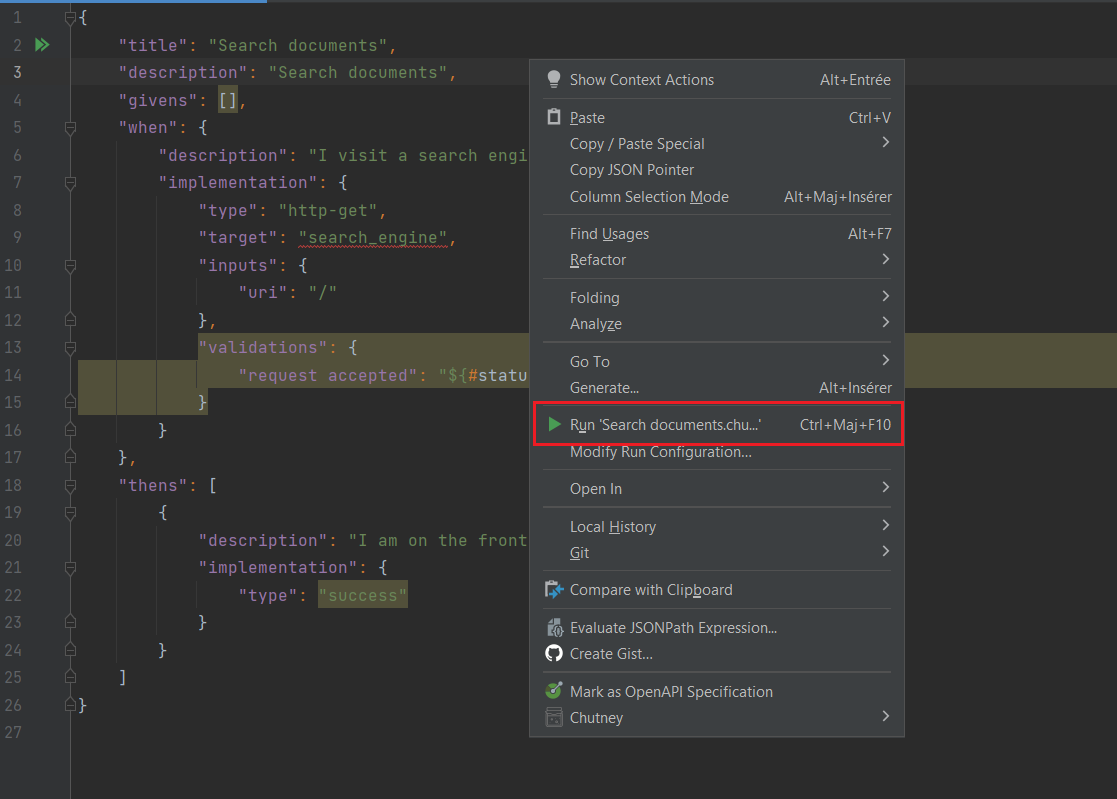 1 {
2 "title": "Search documents",
3 "description": "Search documents",
4 "givens": [],
5 "when": {
6 "description": "I visit a search engi
7 "implementation": {
8 "type": "http-get",
9 "target": "search_engine",
10 "inputs": {
11 "uri": "/"
12 },
13 "validations": {
14 "request accepted": "${#statu
15 }
16 }
17 },
18 "thens": [
19 {
20 "description": "I am on the front
21 "implementation": {
22 "type": "success"
23 }
24 }
25 ]
26 }
27
Show Context Actions Alt+Entrée
Paste Ctrl+V
Copy / Paste Special
Copy JSON Pointer
Column Selection Mode Alt+Maj+Insérer
Find Usages Alt+F7
Refactor
Folding
Analyze
Go To
Generate... Alt+Insérer
Run 'Search documents.chu...' Ctrl+Maj+F10
Modify Run Configuration...
Open In
Local History
Git
Compare with Clipboard
Evaluate JSONPath Expression...
Create Gist...
Mark as OpenAPI Specification
Chutney